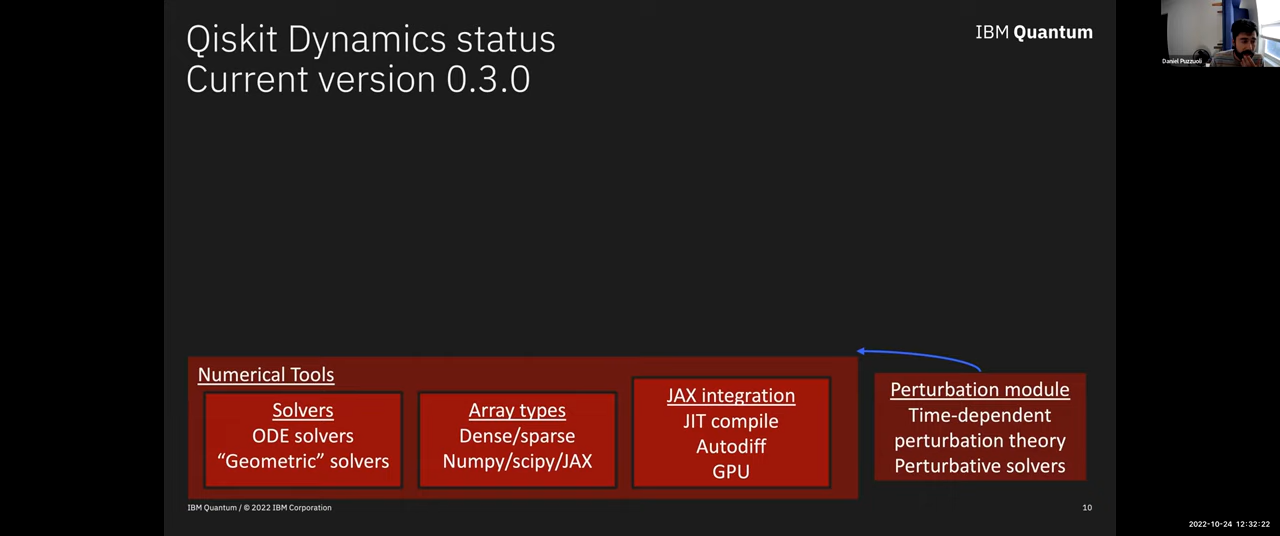 Qiskit Dynamics status
Current version 0.3.0
IBM Quantum
Daniel Puzzuoli
Numerical Tools
Solvers
ODE solvers
“Geometric” solvers
Array types
Dense/sparse
Numpy/scipy/JAX
JAX integration
JIT compile
Autodiff
GPU
Perturbation module
Time-dependent
perturbation theory
Perturbative solvers
IBM Quantum / © 2022 IBM Corporation
10
2022-10-24 12:32:22